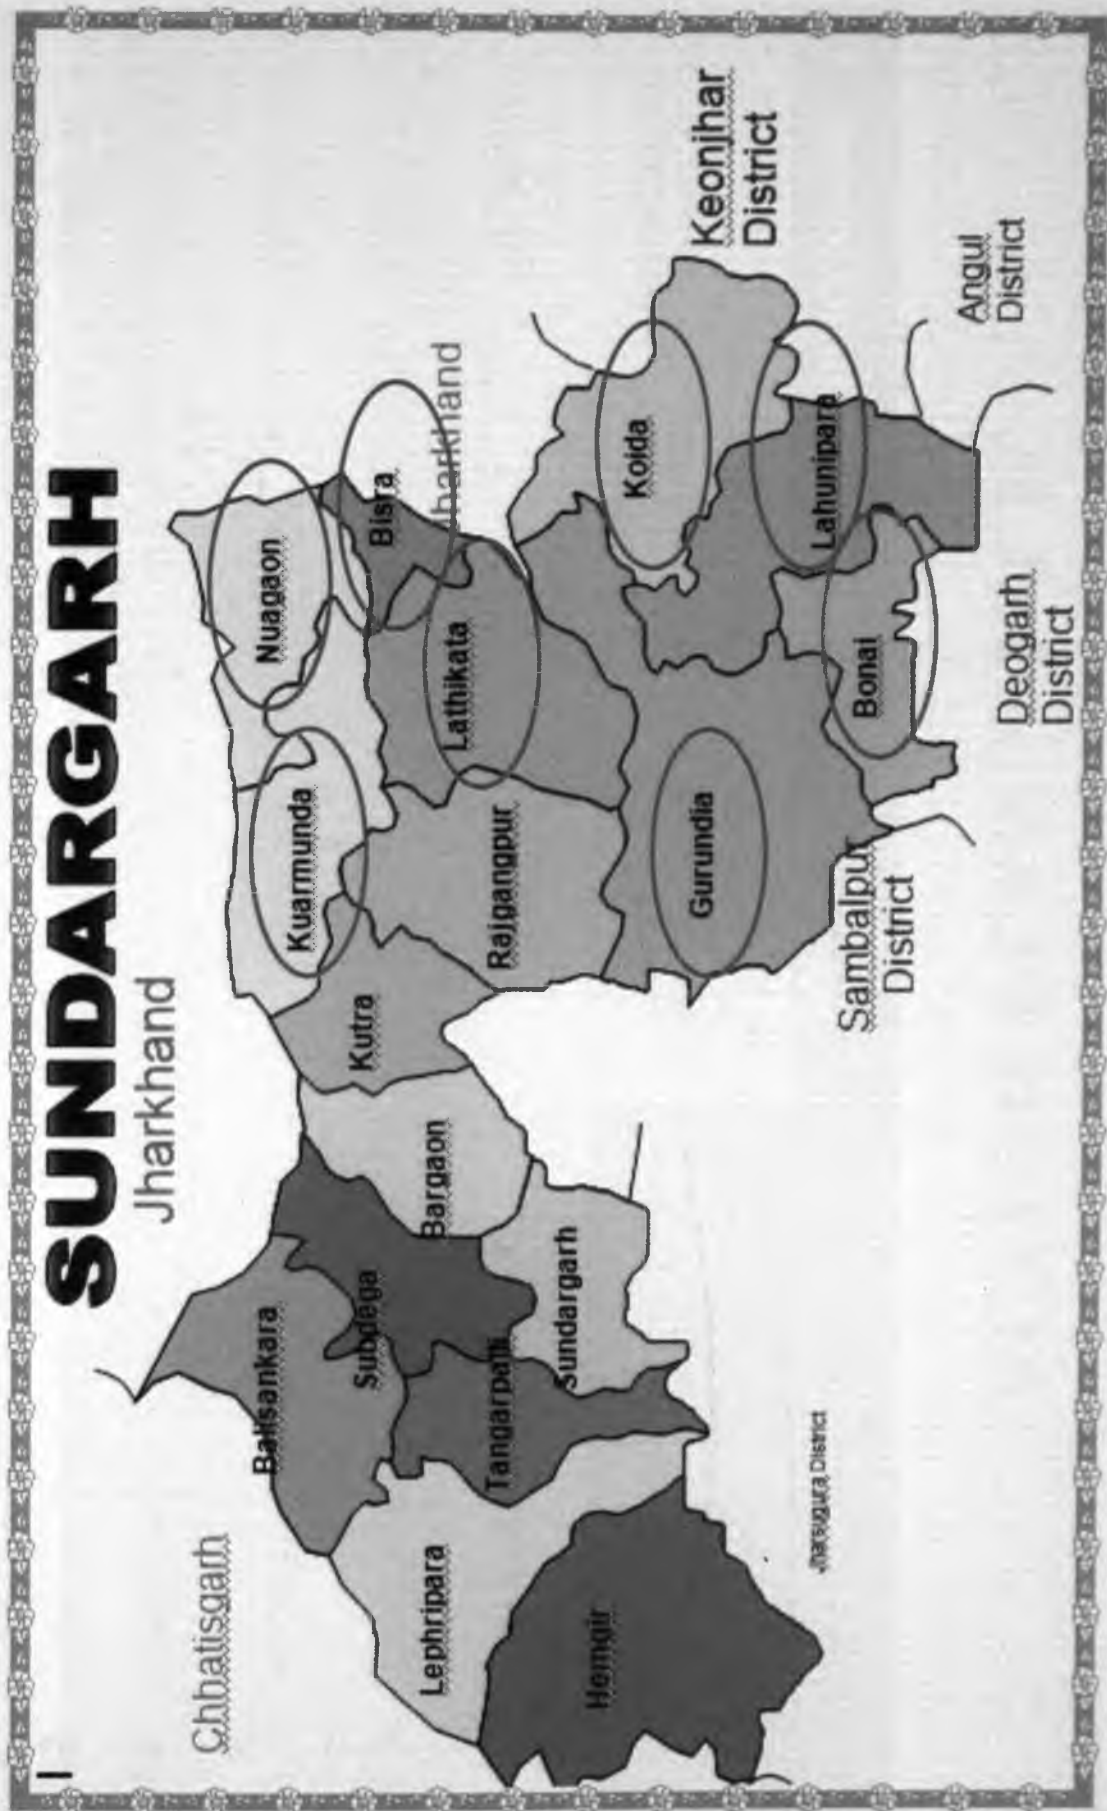 SUNDARGARH
Jharkhand
Chhatisgarh
Nuagaon
Kuarmunda
Bisra
Jharkhand
Lathikata
Balisankara
Kutra
Subdega
Bargaon
Rajgangpur
Koida
Keonjhar
District
Lephripara
Tangarpalli
Sundargarh
Gurundia
Lahunipara
Hemgir
Bonai
Angul
District
Sambalpur
District
Deogarh
District
Jharsugura District